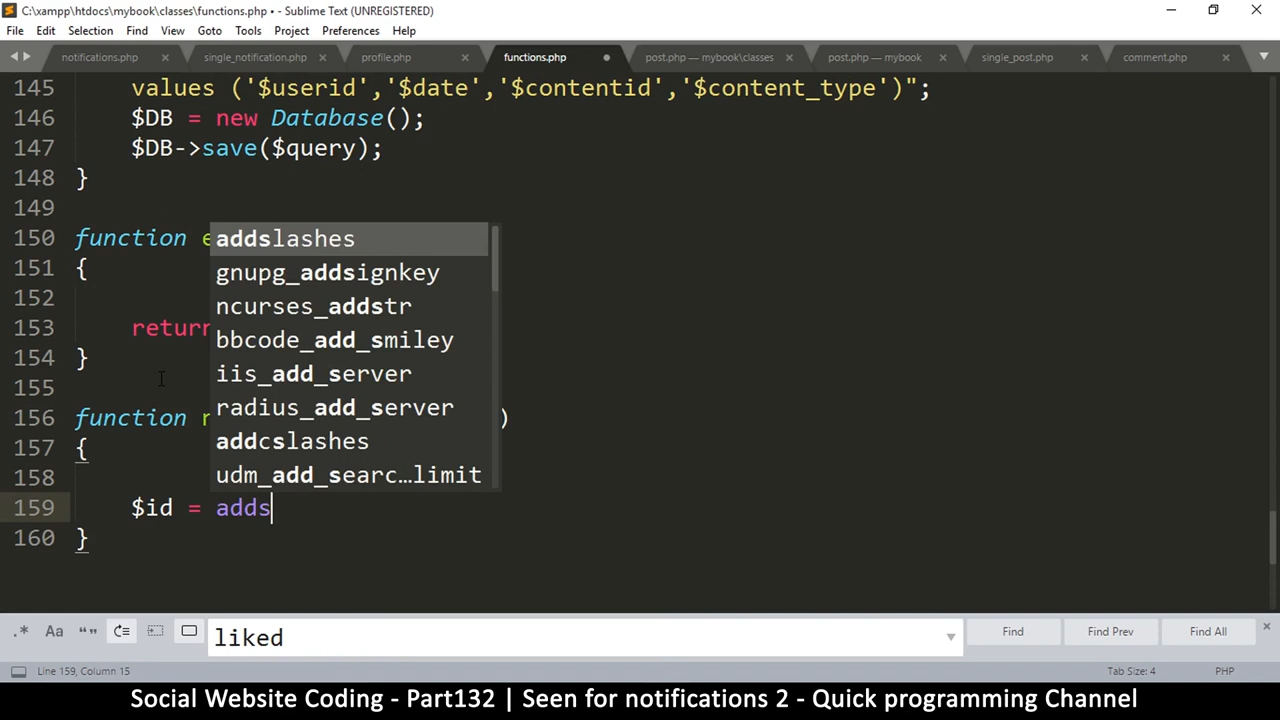 C:\xampp\htdocs\mybook\classes\functions.php • - Sublime Text (UNREGISTERED)
File Edit Selection Find View Goto Tools Project Preferences Help
notifications.php single_notification.php profile.php functions.php post.php — mybook\classes post.php — mybook single_post.php comment.php
145 values ('$userid','$date','$contentid','$content_type')";
146 $DB = new Database();
147 $DB->save($query);
148 }
149
150 function e
151 {
152
153 return
154 }
155
156 function )
157 {
158
159 $id = adds
160 }
addslashes
gnupg_addsignkey
ncurses_addstr
bbcode_add_smiley
iis_add_server
radius_add_server
addcslashes
udm_add_searc…limit
.* Aa “” liked Find Find Prev Find All
Line 159, Column 15 Tab Size: 4 PHP
Social Website Coding - Part132 | Seen for notifications 2 - Quick programming Channel